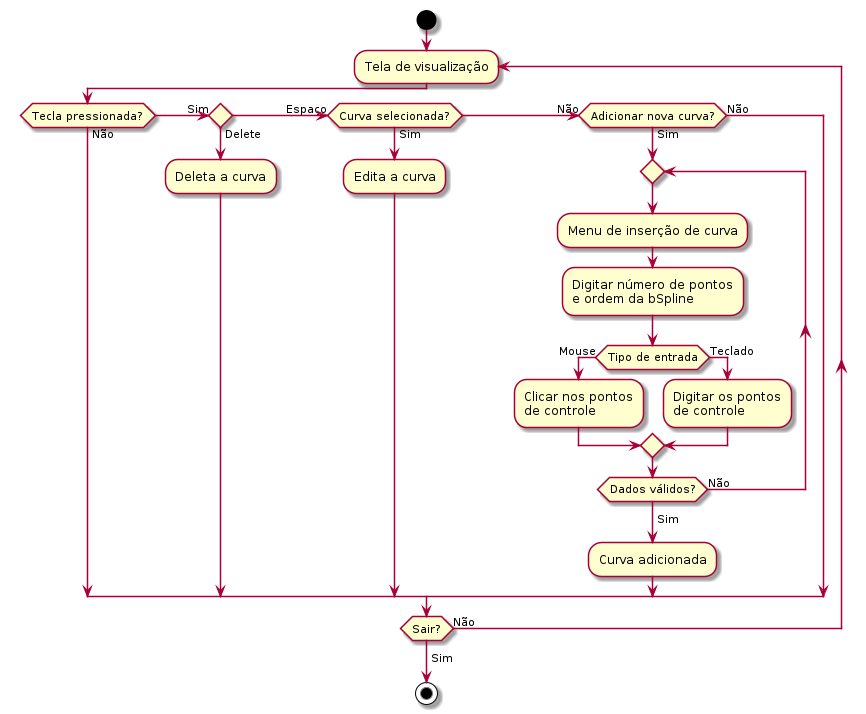 Tela de visualização
Tecla pressionada?
Sim
Não
Delete
Espaço
Deleta a curva
Curva selecionada?
Não
Sim
Edita a curva
Adicionar nova curva?
Não
Sim
Menu de inserção de curva
Digitar número de pontos
e ordem da bSpline
Mouse
Tipo de entrada
Teclado
Clicar nos pontos
de controle
Digitar os pontos
de controle
Dados válidos?
Não
Sim
Curva adicionada
Sair?
Não
Sim